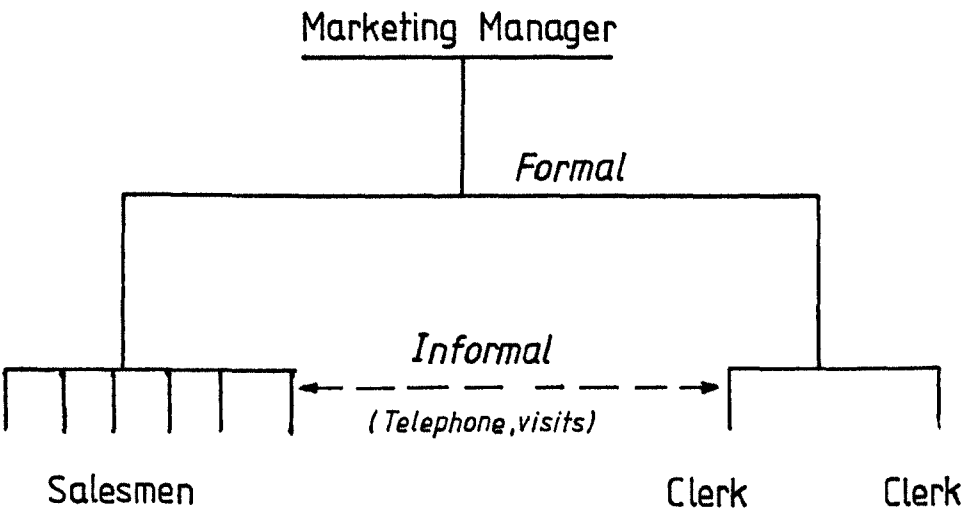 Marketing Manager
Formal
Informal
(Telephone,visits)
Salesmen
Clerk
Clerk